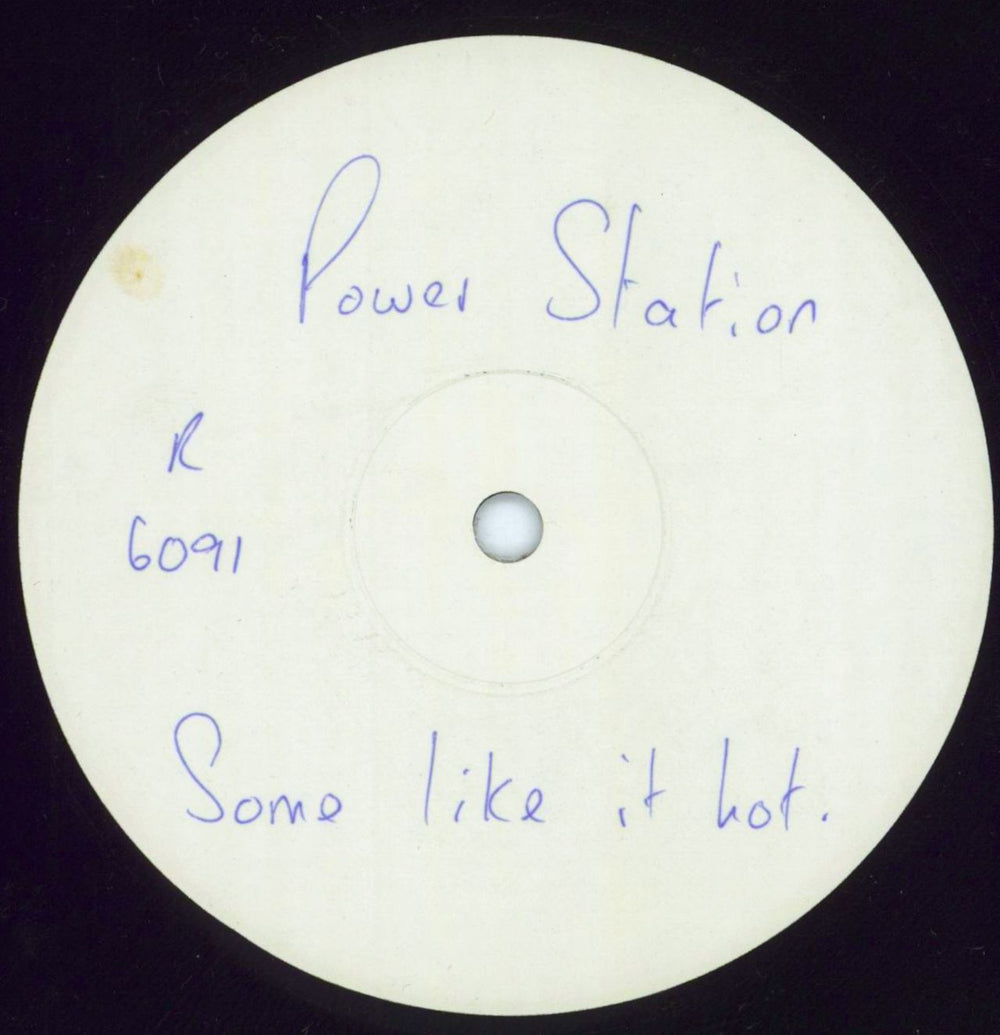 Power Station
R
6091
Some like it hot.